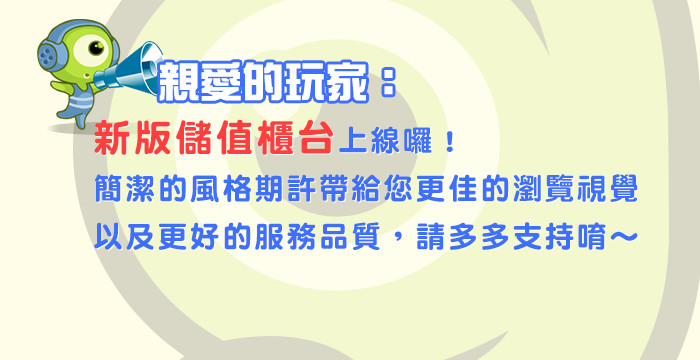 親愛的玩家：
新版儲值櫃台上線囉！
簡潔的風格期許帶給您更佳的瀏覽視覺
以及更好的服務品質，請多多支持唷～